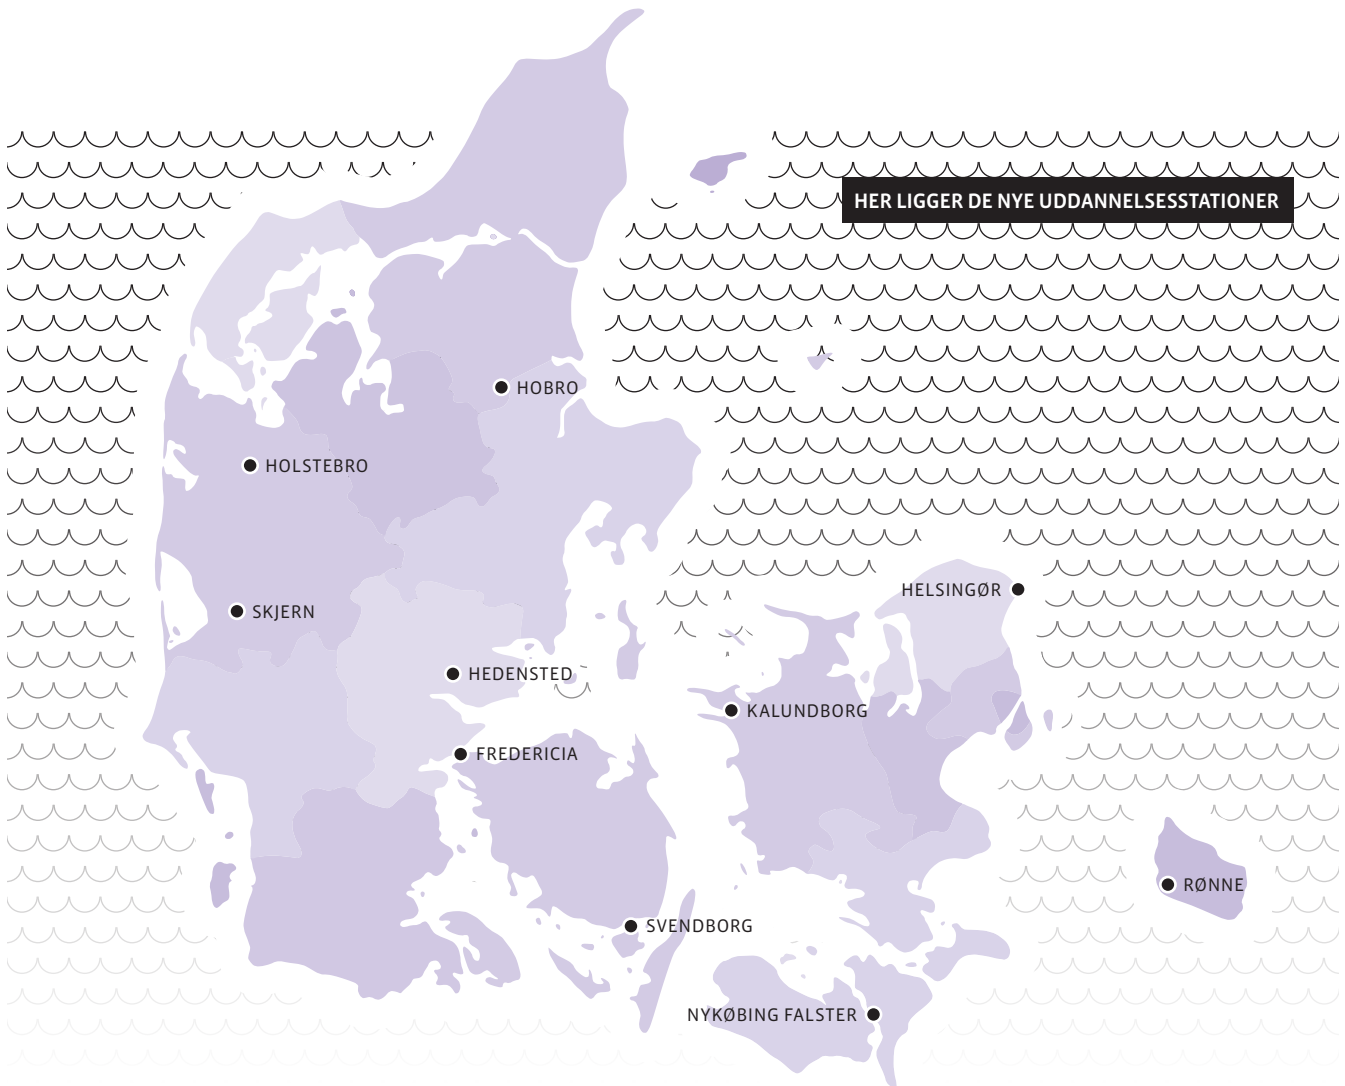 HER LIGGER DE NYE UDDANNELSESSTATIONER
HOBRO
HOLSTEBRO
HELSINGØR
SKJERN
HEDENSTED
KALUNDBORG
FREDERICIA
RØNNE
SVENDBORG
NYKØBING FALSTER